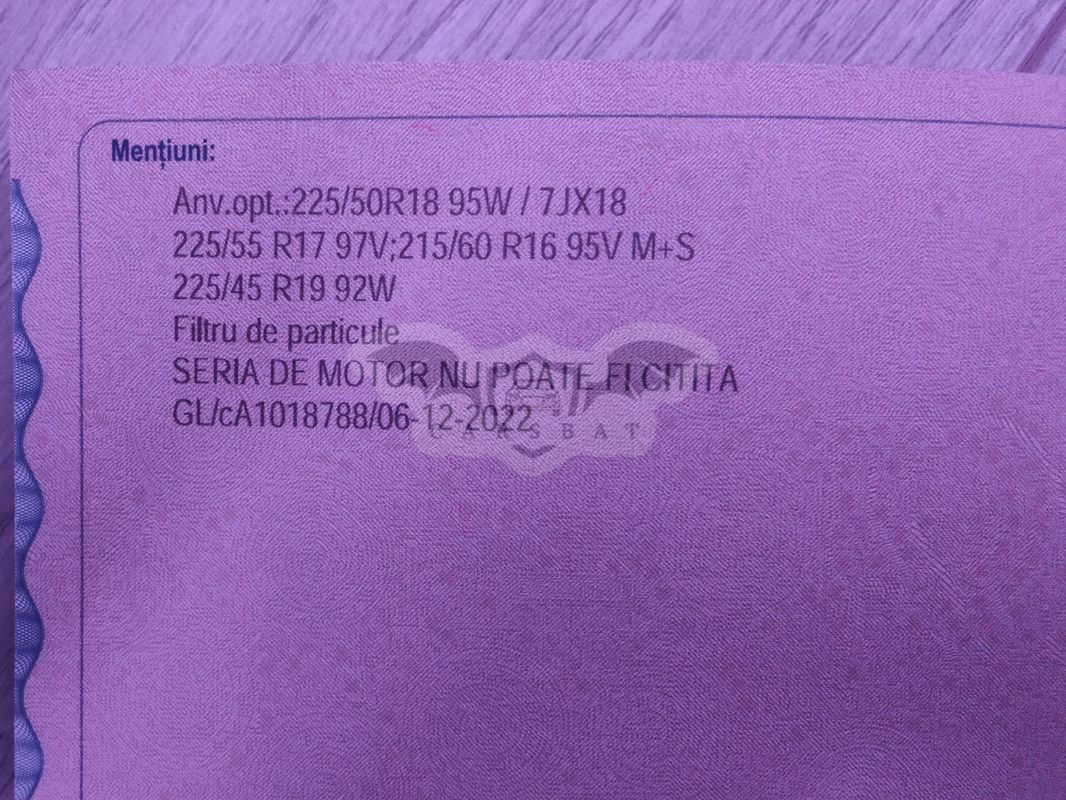 Mențiuni:
Anv.opt.:225/50R18 95W / 7JX18
225/55 R17 97V;215/60 R16 95V M+S
225/45 R19 92W
Filtru de particule
SERIA DE MOTOR NU POATE FI CITITA
GL/cA1018788/06-12-2022
CARSBAT